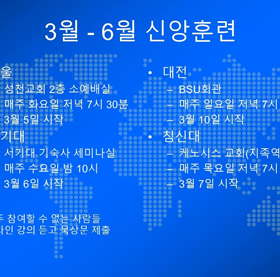 3월 - 6월 신앙훈련
울
성천교회 2층 소예배실
매주 화요일 저녁 7시 30분
3월 5일 시작
기대
서기대 기숙사 세미나실
매주 수요일 밤 10시
3월 6일 시작
• 대전
– BSU회관
– 매주 일요일 저녁 7시
– 3월 10일 시작
• 침신대
– 케노시스 교회(지족역
– 매주 목요일 저녁 7시
– 3월 7일 시작
참여할 수 없는 사람들
인 강의 듣고 묵상문 제출